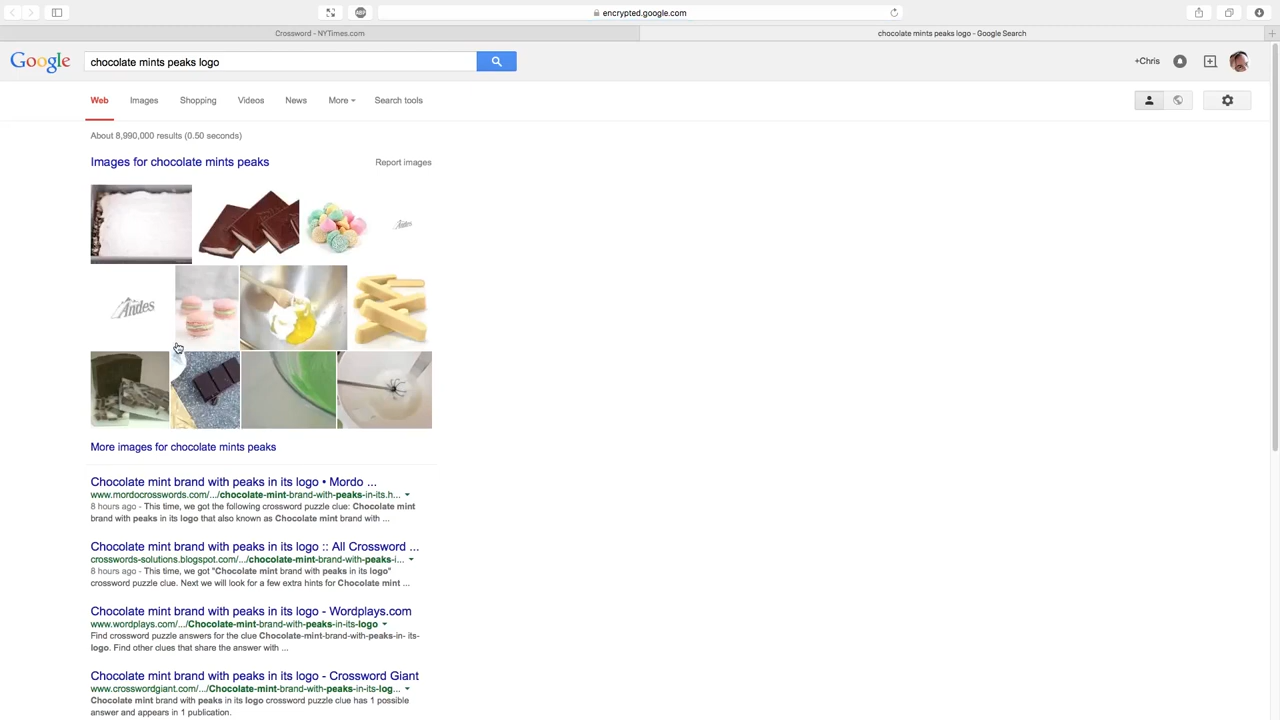 encrypted.google.com
Crossword - NYTimes.com
chocolate mints peaks logo - Google Search
Google
chocolate mints peaks logo
+Chris
Web Images Shopping Videos News More Search tools
About 8,990,000 results (0.50 seconds)
Images for chocolate mints peaks
Report images
Andes
Andes
More images for chocolate mints peaks
Chocolate mint brand with peaks in its logo • Mordo ...
www.mordocrosswords.com/.../chocolate-mint-brand-with-peaks-in-its.h...
8 hours ago - This time, we got the following crossword puzzle clue: Chocolate mint
brand with peaks in its logo that also known as Chocolate mint brand with ...
Chocolate mint brand with peaks in its logo :: All Crossword ...
crosswords-solutions.blogspot.com/.../chocolate-mint-brand-with-peaks-i...
8 hours ago - This time, we got "Chocolate mint brand with peaks in its logo"
crossword puzzle clue. Next we will look for a few extra hints for Chocolate mint ...
Chocolate mint brand with peaks in its logo - Wordplays.com
www.wordplays.com/.../Chocolate-mint-brand-with-peaks-in-its-logo
Find crossword puzzle answers for the clue Chocolate-mint-brand-with-peaks-in- its-
logo. Find other clues that share the answer with ...
Chocolate mint brand with peaks in its logo - Crossword Giant
www.crosswordgiant.com/.../Chocolate-mint-brand-with-peaks-in-its-log...
Chocolate mint brand with peaks in its logo crossword puzzle clue has 1 possible
answer and appears in 1 publication.